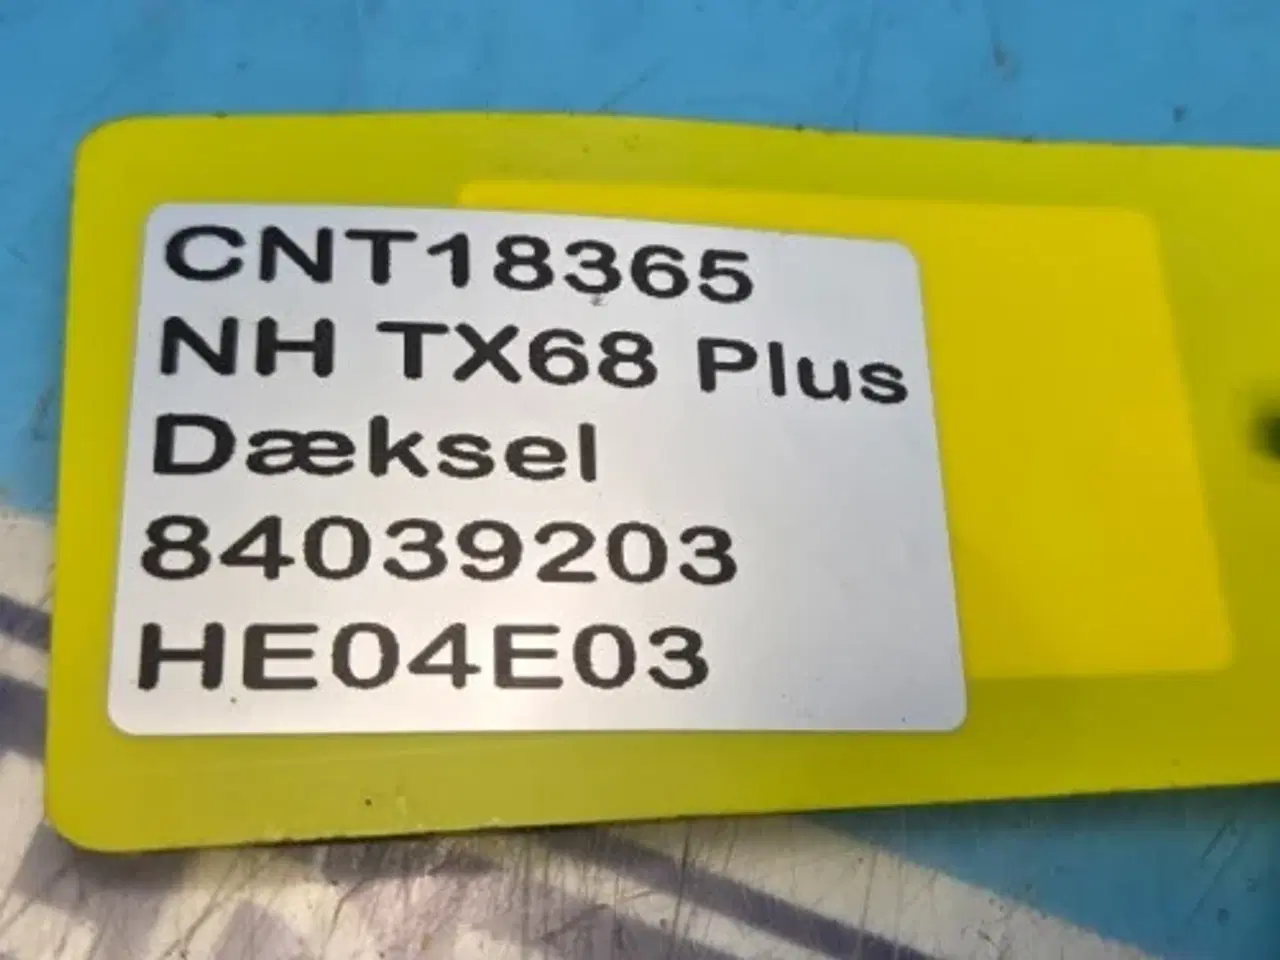 CNT18365
NH TX68 Plus
Dæksel
84039203
HE04E03